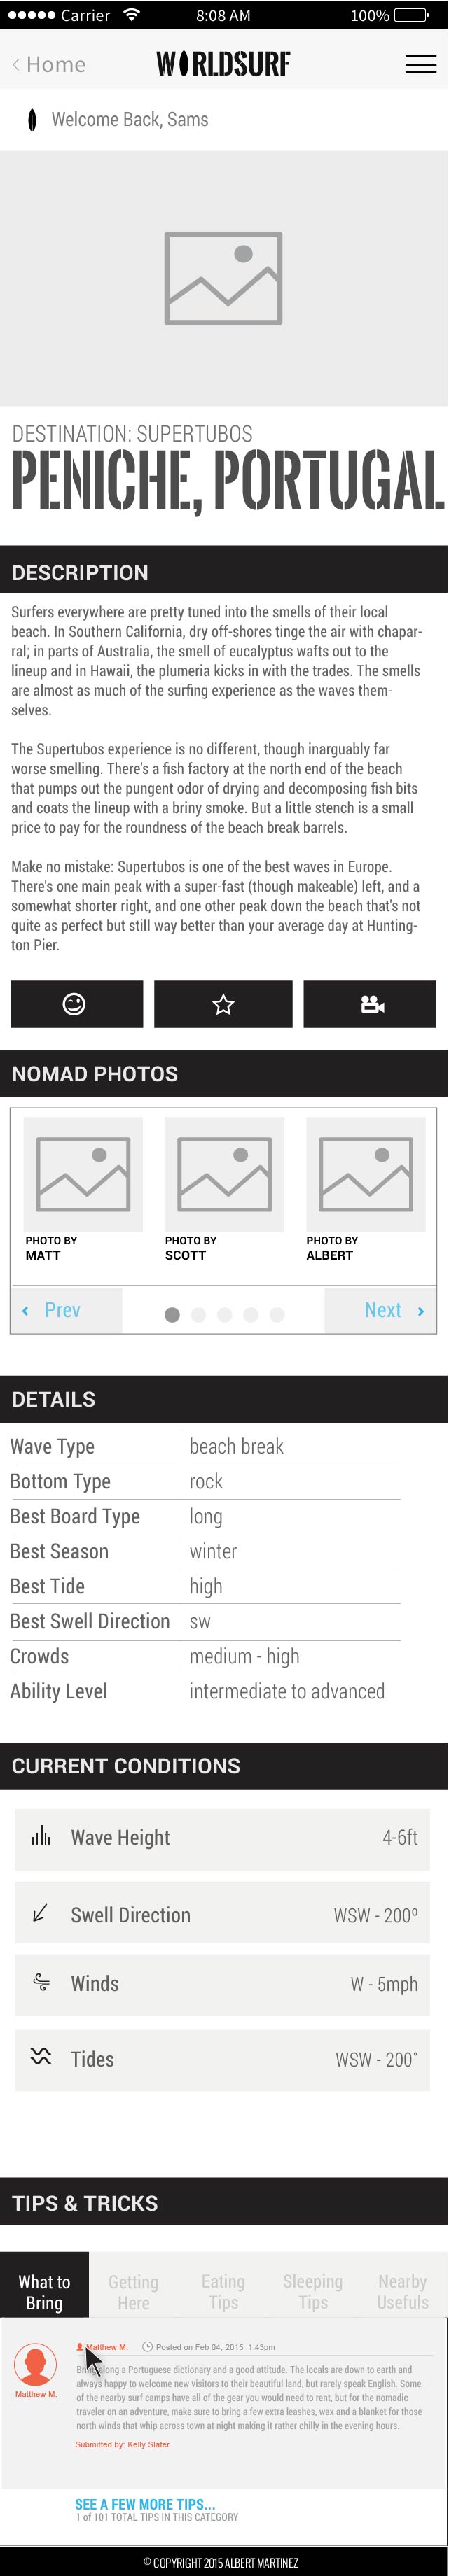 Carrier 8:08 AM 100%
Home WORLDSURF
Welcome Back, Sams
DESTINATION: SUPERTUBOS
PENICHE, PORTUGAL
DESCRIPTION
Surfers everywhere are pretty tuned into the smells of their local
beach. In Southern California, dry off-shores tinge the air with chapar-
ral; in parts of Australia, the smell of eucalyptus wafts out to the
lineup and in Hawaii, the plumeria kicks in with the trades. The smells
are almost as much of the surfing experience as the waves them-
selves.
The Supertubos experience is no different, though inarguably far
worse smelling. There's a fish factory at the north end of the beach
that pumps out the pungent odor of drying and decomposing fish bits
and coats the lineup with a briny smoke. But a little stench is a small
price to pay for the roundness of the beach break barrels.
Make no mistake: Supertubos is one of the best waves in Europe.
There's one main peak with a super-fast (though makeable) left, and a
somewhat shorter right, and one other peak down the beach that's not
quite as perfect but still way better than your average day at Hunting-
ton Pier.
NOMAD PHOTOS
PHOTO BY PHOTO BY PHOTO BY
MATT SCOTT ALBERT
‹ Prev Next ›
DETAILS
Wave Type beach break
Bottom Type rock
Best Board Type long
Best Season winter
Best Tide high
Best Swell Direction sw
Crowds medium - high
Ability Level intermediate to advanced
CURRENT CONDITIONS
Wave Height 4-6ft
Swell Direction WSW - 200º
Winds W - 5mph
Tides WSW - 200˚
TIPS & TRICKS
What to Getting Eating Sleeping Nearby
Bring Here Tips Tips Usefuls
Matthew M. Posted on Feb 04, 2015 1:43pm
along a Portuguese dictionary and a good attitude. The locals are down to earth and
always happy to welcome new visitors to their beautiful land, but rarely speak English. Some
of the nearby surf camps have all of the gear you would need to rent, but for the nomadic
traveler on an adventure, make sure to bring a few extra leashes, wax and a blanket for those
north winds that whip across town at night making it rather chilly in the evening hours.
Matthew M.
Submitted by: Kelly Slater
SEE A FEW MORE TIPS...
1 of 101 TOTAL TIPS IN THIS CATEGORY
© COPYRIGHT 2015 ALBERT MARTINEZ